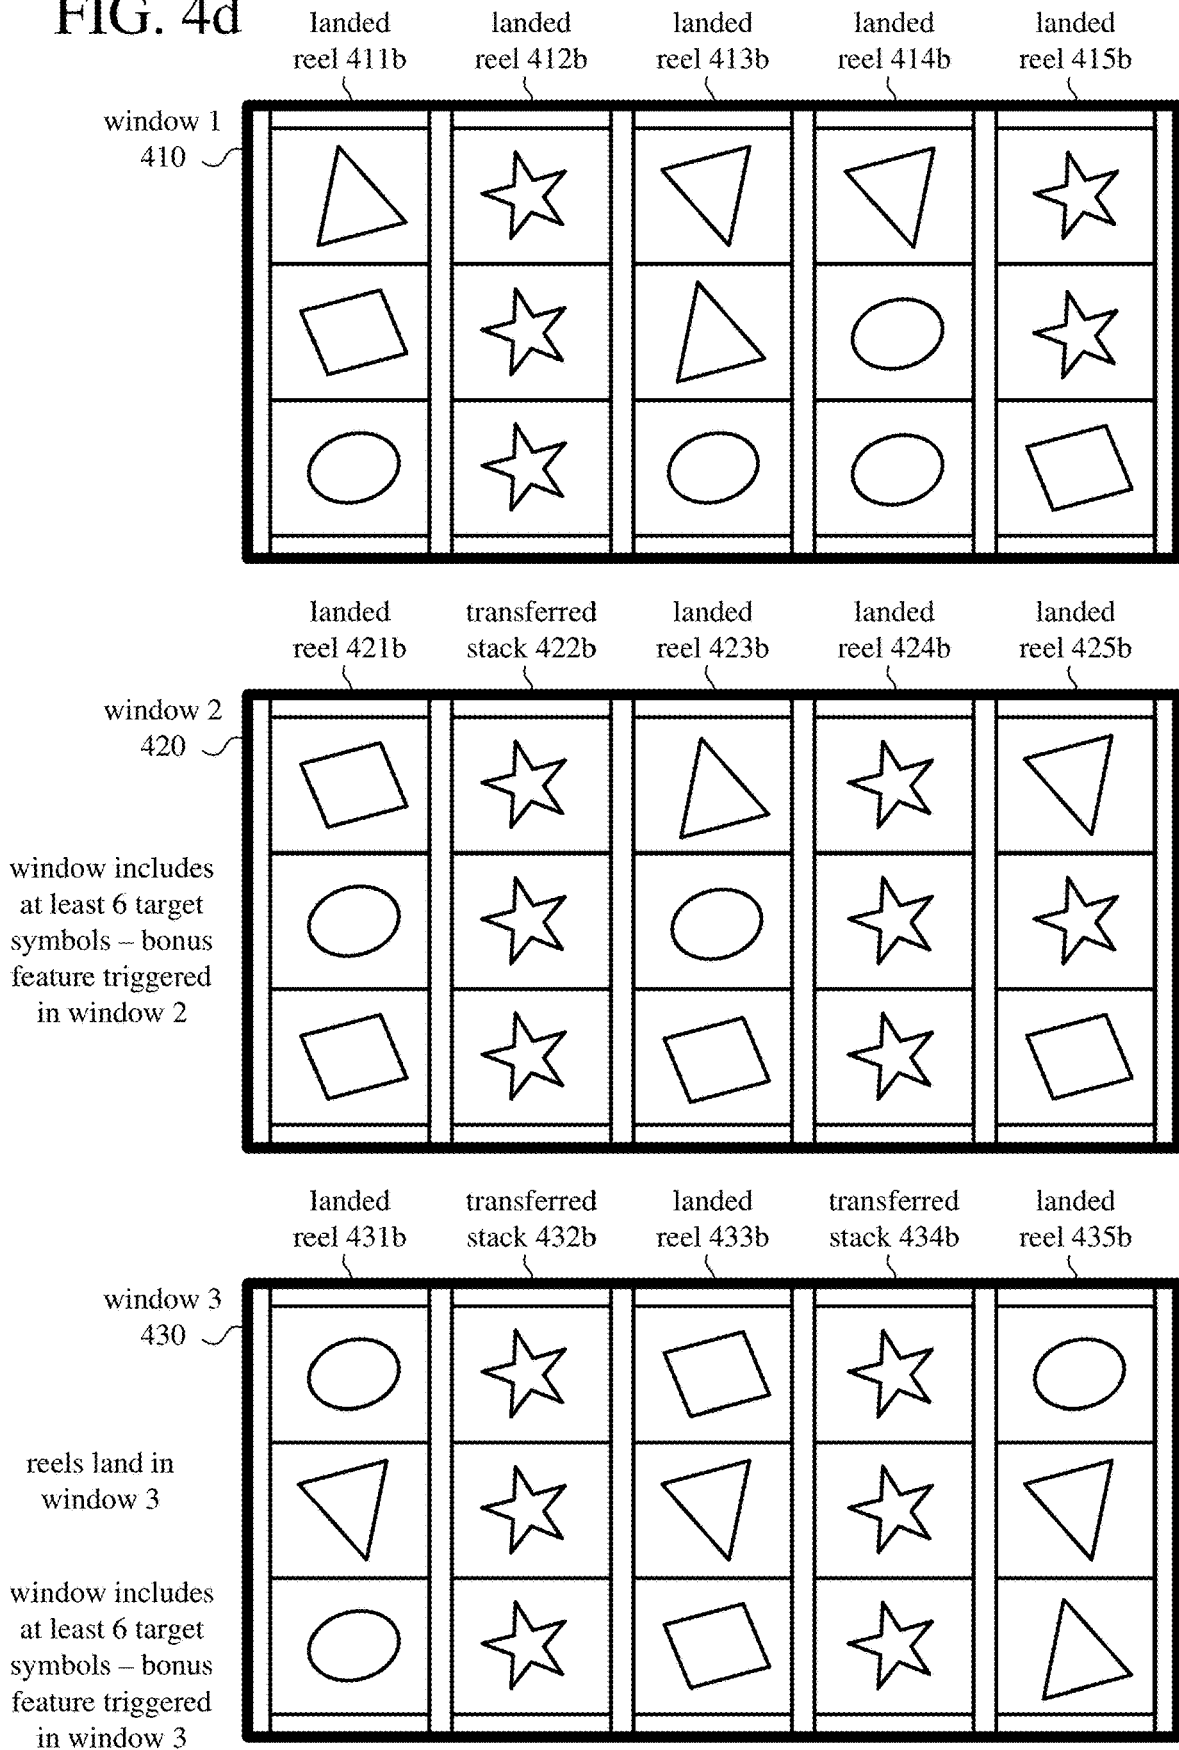 FIG. 4d
landed landed landed landed landed
reel 411b reel 412b reel 413b reel 414b reel 415b
window 1
410
landed transferred landed landed landed
reel 421b stack 422b reel 423b reel 424b reel 425b
window 2
420
window includes
at least 6 target
symbols – bonus
feature triggered
in window 2
landed transferred landed transferred landed
reel 431b stack 432b reel 433b stack 434b reel 435b
window 3
430
reels land in
window 3
window includes
at least 6 target
symbols – bonus
feature triggered
in window 3